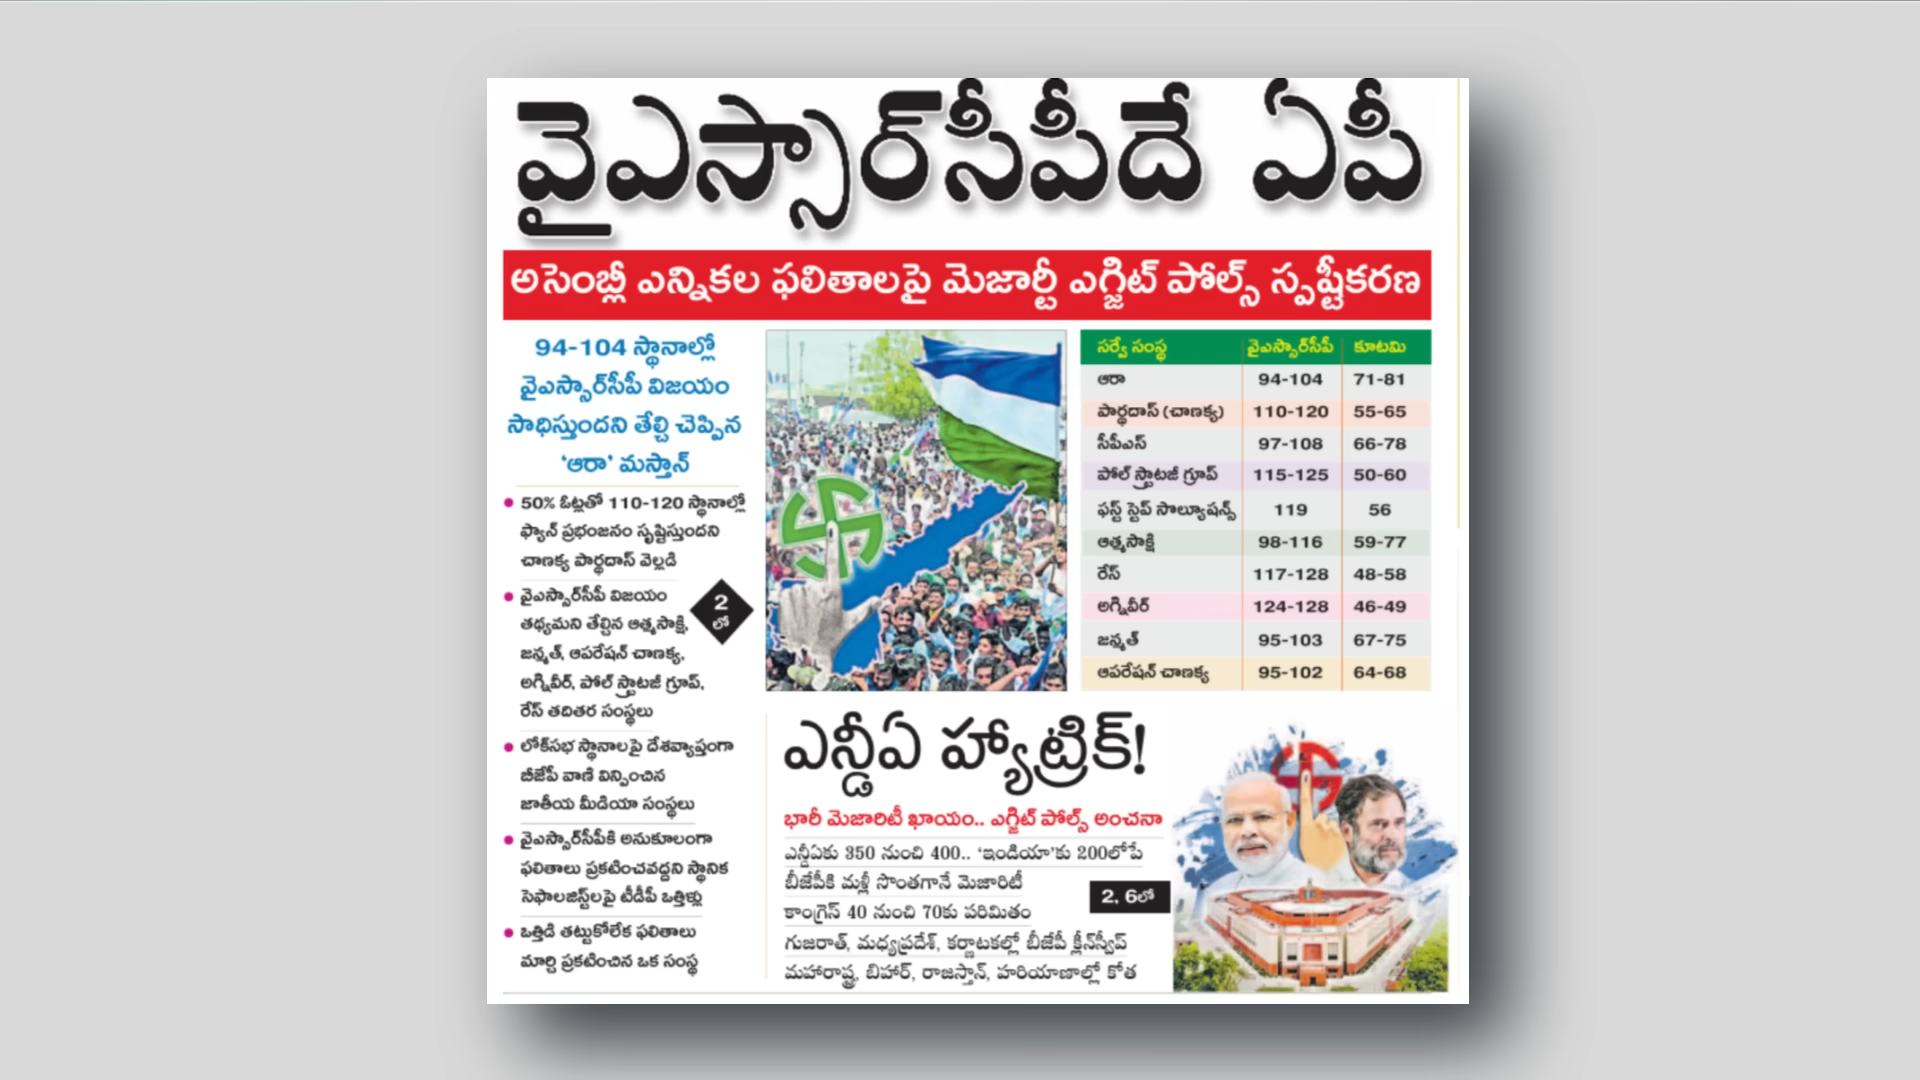 వైఎస్సార్‌సీపీదే ఏపీ
అసెంబ్లీ ఎన్నికల ఫలితాలపై మెజార్టీ ఎగ్జిట్ పోల్స్ స్పష్టీకరణ
94-104 స్థానాల్లో
వైఎస్సార్‌సీపీ విజయం
సాధిస్తుందని తేల్చి చెప్పిన
‘ఆరా’ మస్తాన్
50% ఓట్లతో 110-120 స్థానాల్లో
ఫ్యాన్ ప్రభంజనం సృష్టిస్తుందని
చాణక్య పార్థదాస్ వెల్లడి
వైఎస్సార్‌సీపీ విజయం
తథ్యమని తేల్చిన ఆత్మసాక్షి,
జన్మత్, ఆపరేషన్ చాణక్య,
అగ్నివీర్, పోల్ స్ట్రాటజీ గ్రూప్,
రేస్ తదితర సంస్థలు
2
లో
లోక్‌సభ స్థానాలపై దేశవ్యాప్తంగా
బీజేపీ వాణి విన్పించిన
జాతీయ మీడియా సంస్థలు
వైఎస్సార్‌సీపీకి అనుకూలంగా
ఫలితాలు ప్రకటించవద్దని స్థానిక
సెఫాలజిస్ట్‌లపై టీడీపీ ఒత్తిళ్లు
ఒత్తిడి తట్టుకోలేక ఫలితాలు
మార్చి ప్రకటించిన ఒక సంస్థ
సర్వే సంస్థ వైఎస్సార్‌సీపీ కూటమి
ఆరా 94-104 71-81
పార్థదాస్ (చాణక్య) 110-120 55-65
సీపీఎస్ 97-108 66-78
పోల్ స్ట్రాటజీ గ్రూప్ 115-125 50-60
ఫస్ట్ స్టెప్ సొల్యూషన్స్ 119 56
ఆత్మసాక్షి 98-116 59-77
రేస్ 117-128 48-58
అగ్నివీర్ 124-128 46-49
జన్మత్ 95-103 67-75
ఆపరేషన్ చాణక్య 95-102 64-68
ఎన్డీఏ హ్యాట్రిక్!
భారీ మెజారిటీ ఖాయం.. ఎగ్జిట్ పోల్స్ అంచనా
ఎన్డీఏకు 350 నుంచి 400.. ‘ఇండియా’కు 200లోపే
బీజేపీకి మళ్లీ సొంతగానే మెజారిటీ
కాంగ్రెస్ 40 నుంచి 70కు పరిమితం
2, 6లో
గుజరాత్, మధ్యప్రదేశ్, కర్ణాటకల్లో బీజేపీ క్లీన్‌స్వీప్
మహారాష్ట్ర, బిహార్, రాజస్తాన్, హరియాణాల్లో కోత